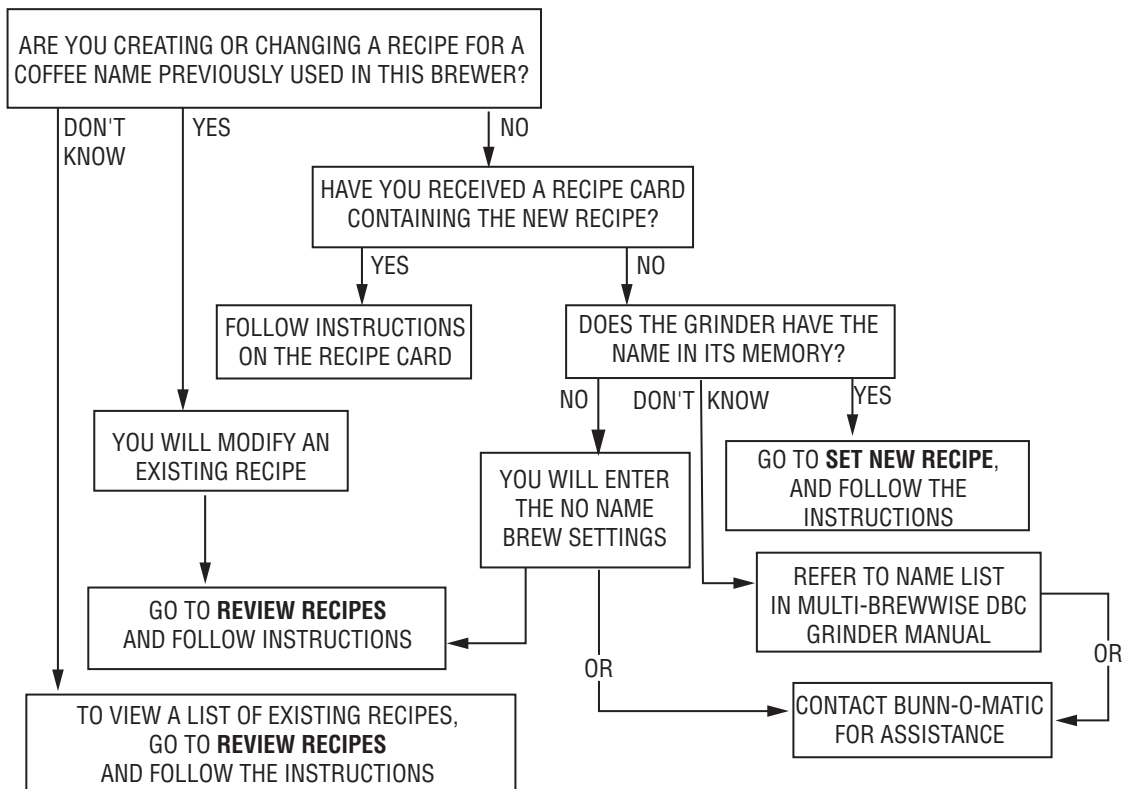 ARE YOU CREATING OR CHANGING A RECIPE FOR A
COFFEE NAME PREVIOUSLY USED IN THIS BREWER?
DON'T
KNOW
YES
NO
HAVE YOU RECEIVED A RECIPE CARD
CONTAINING THE NEW RECIPE?
YES
NO
FOLLOW INSTRUCTIONS
ON THE RECIPE CARD
DOES THE GRINDER HAVE THE
NAME IN ITS MEMORY?
NO
DON'T KNOW
YES
YOU WILL MODIFY AN
EXISTING RECIPE
YOU WILL ENTER
THE NO NAME
BREW SETTINGS
GO TO SET NEW RECIPE,
AND FOLLOW THE
INSTRUCTIONS
REFER TO NAME LIST
IN MULTI-BREWWISE DBC
GRINDER MANUAL
GO TO REVIEW RECIPES
AND FOLLOW INSTRUCTIONS
OR
OR
CONTACT BUNN-O-MATIC
FOR ASSISTANCE
TO VIEW A LIST OF EXISTING RECIPES,
GO TO REVIEW RECIPES
AND FOLLOW THE INSTRUCTIONS